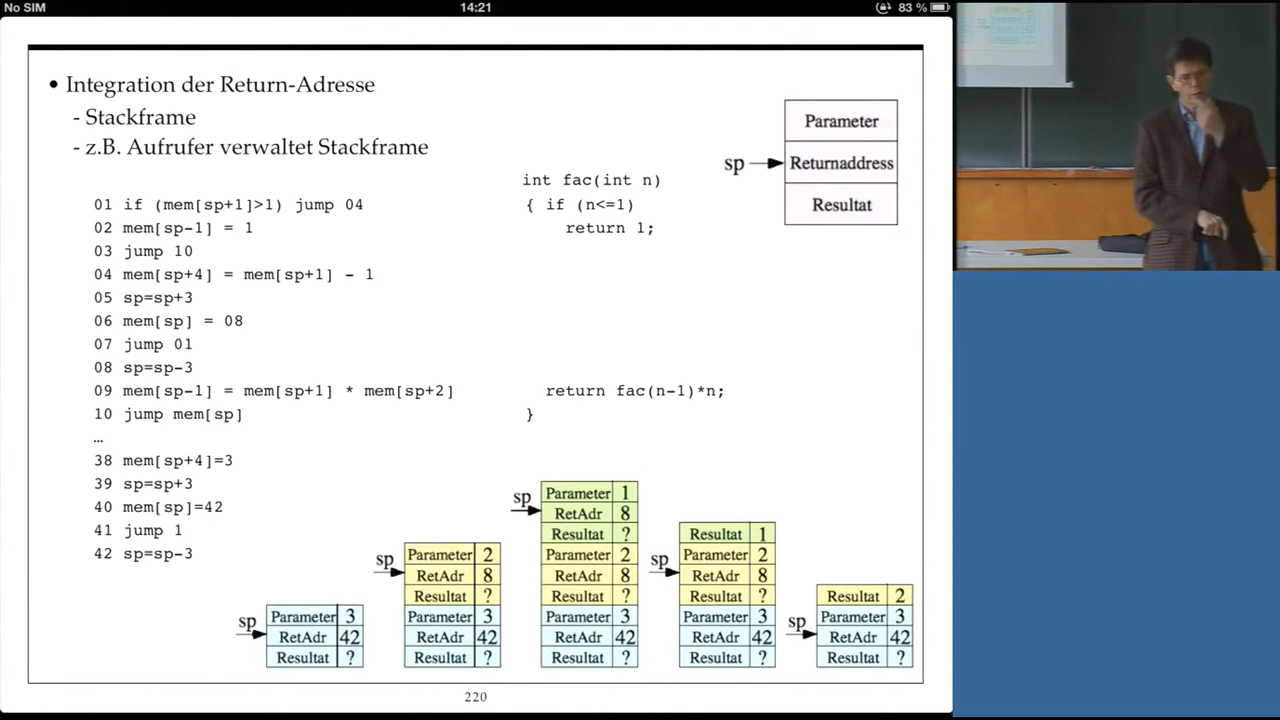 No SIM 14:21 83 %
• Integration der Return-Adresse
- Stackframe
- z.B. Aufrufer verwaltet Stackframe
Parameter
sp Returnaddress
Resultat
int fac(int n)
01 if (mem[sp+1]>1) jump 04 { if (n<=1)
02 mem[sp-1] = 1 return 1;
03 jump 10
04 mem[sp+4] = mem[sp+1] - 1
05 sp=sp+3
06 mem[sp] = 08
07 jump 01
08 sp=sp-3
09 mem[sp-1] = mem[sp+1] * mem[sp+2] return fac(n-1)*n;
10 jump mem[sp] }
…
38 mem[sp+4]=3
39 sp=sp+3
40 mem[sp]=42
41 jump 1
42 sp=sp-3
sp
Parameter 3
RetAdr 42
Resultat ?
sp
Parameter 2
RetAdr 8
Resultat ?
Parameter 3
RetAdr 42
Resultat ?
sp
Parameter 1
RetAdr 8
Resultat ?
Parameter 2
RetAdr 8
Resultat ?
Parameter 3
RetAdr 42
Resultat ?
sp
Resultat 1
Parameter 2
RetAdr 8
Resultat ?
Parameter 3
RetAdr 42
Resultat ?
sp
Resultat 2
Parameter 3
RetAdr 42
Resultat ?
220